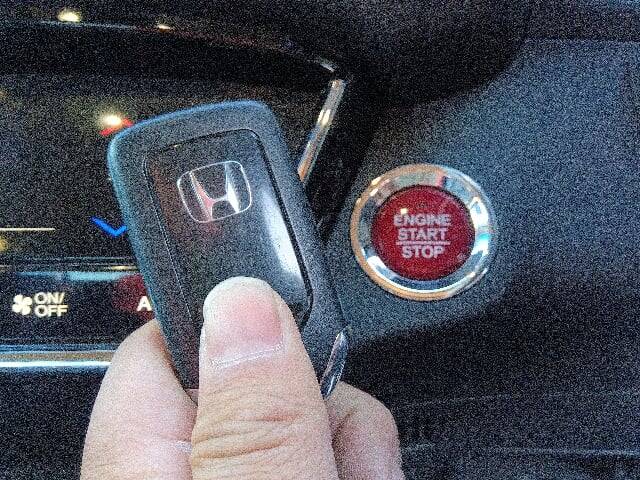 ENGINE
START
STOP
ON/
OFF
A